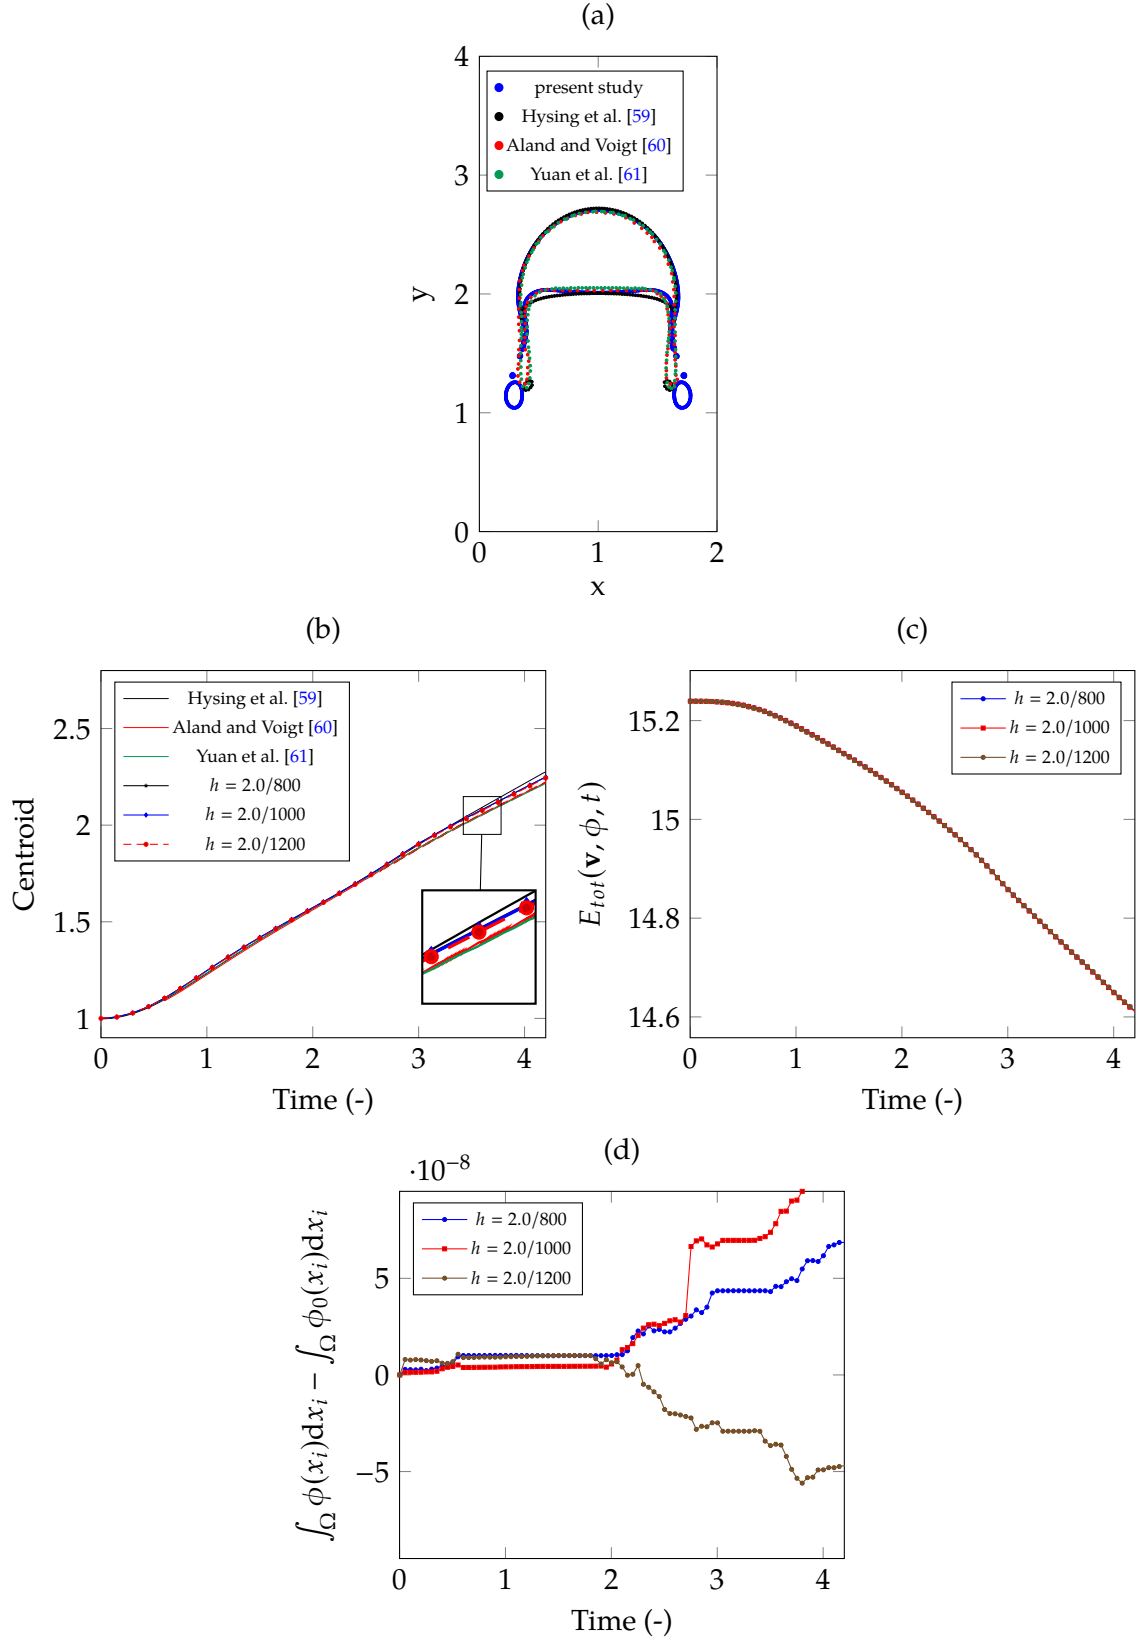 (a)
4
3
2
1
0
0 1 2
y
x
present study
Hysing et al. [59]
Aland and Voigt [60]
Yuan et al. [61]
(b)
2.5
2
1.5
1
0 1 2 3 4
Centroid
Time (-)
Hysing et al. [59]
Aland and Voigt [60]
Yuan et al. [61]
h = 2.0/800
h = 2.0/1000
h = 2.0/1200
(c)
15.2
15
14.8
14.6
0 1 2 3 4
E_tot(v, ϕ, t)
Time (-)
h = 2.0/800
h = 2.0/1000
h = 2.0/1200
(d)
·10⁻⁸
5
0
−5
0 1 2 3 4
∫_Ω ϕ(x_i)dx_i − ∫_Ω ϕ_0(x_i)dx_i
Time (-)
h = 2.0/800
h = 2.0/1000
h = 2.0/1200